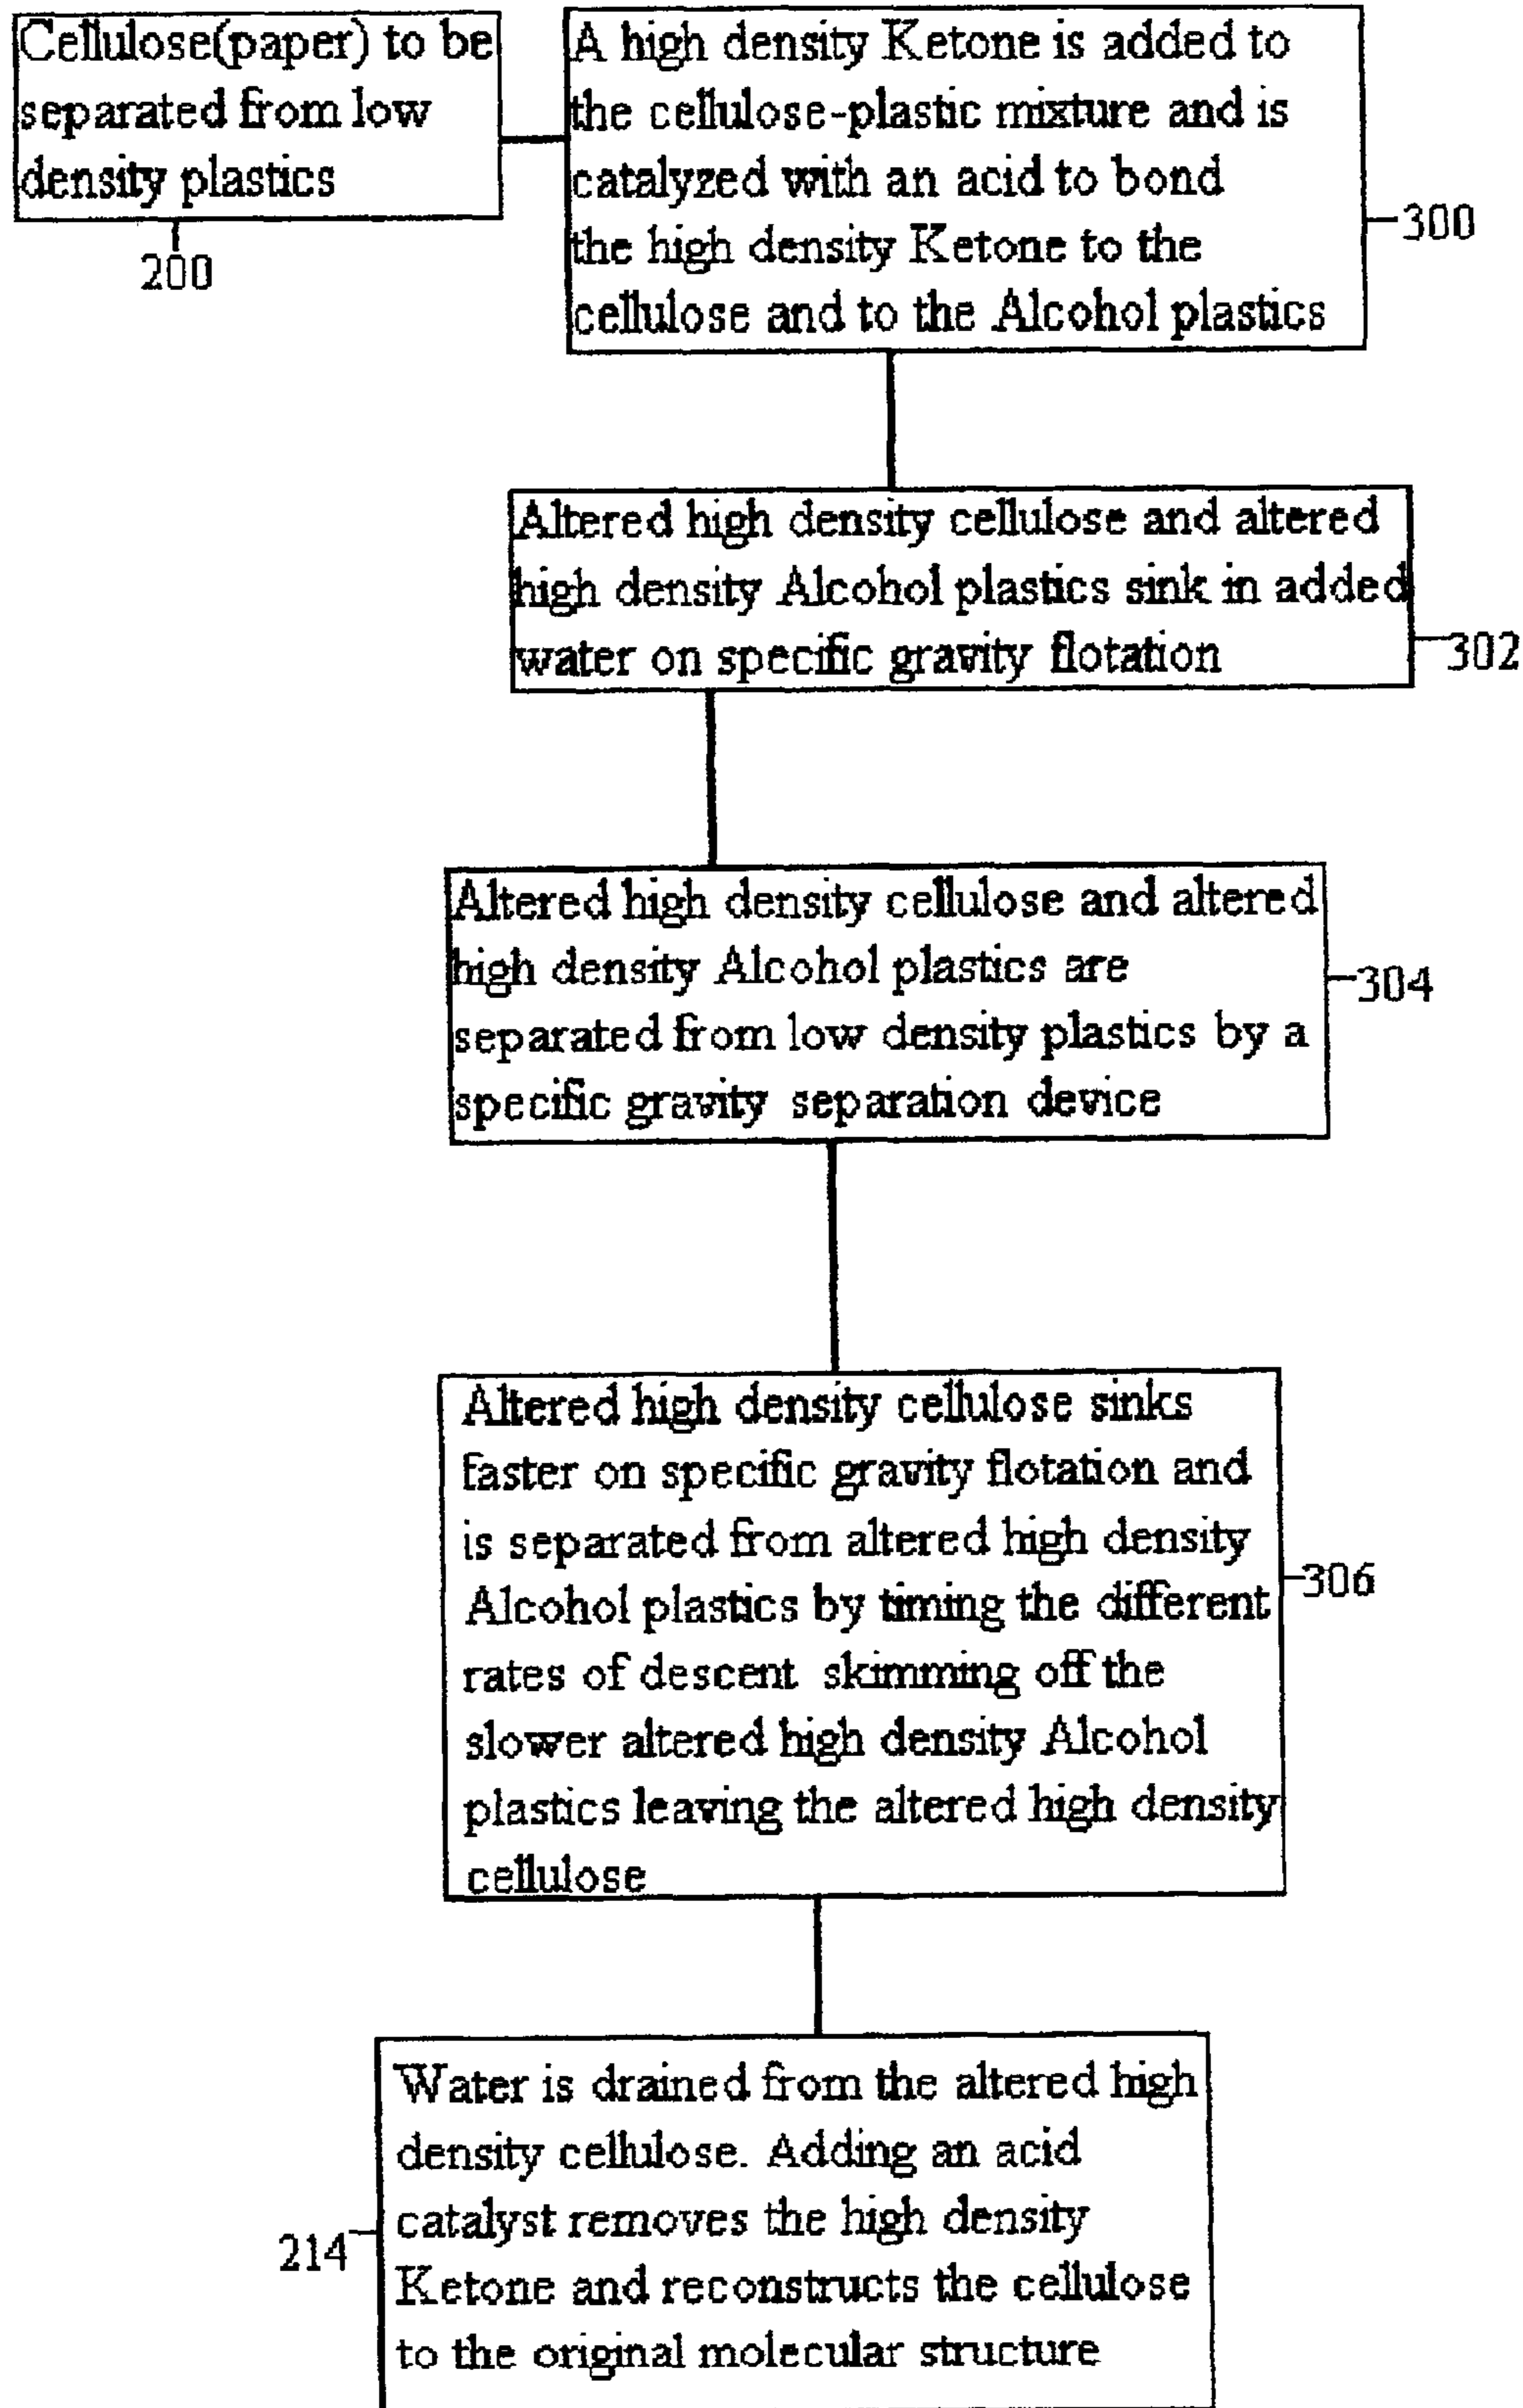 Cellulose(paper) to be
separated from low
density plastics
200
A high density Ketone is added to
the cellulose-plastic mixture and is
catalyzed with an acid to bond
the high density Ketone to the
cellulose and to the Alcohol plastics
300
Altered high density cellulose and altered
high density Alcohol plastics sink in added
water on specific gravity flotation
302
Altered high density cellulose and altered
high density Alcohol plastics are
separated from low density plastics by a
specific gravity separation device
304
Altered high density cellulose sinks
faster on specific gravity flotation and
is separated from altered high density
Alcohol plastics by timing the different
rates of descent skimming off the
slower altered high density Alcohol
plastics leaving the altered high density
cellulose
306
Water is drained from the altered high
density cellulose. Adding an acid
catalyst removes the high density
Ketone and reconstructs the cellulose
to the original molecular structure
214